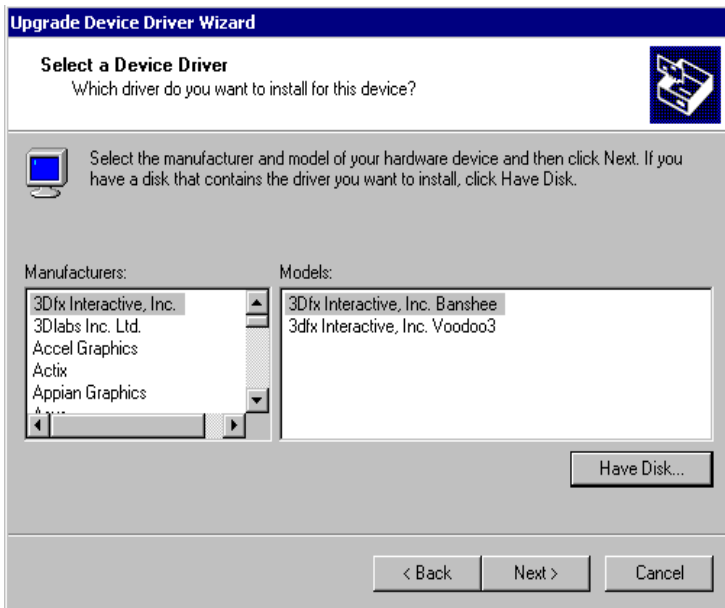 Upgrade Device Driver Wizard
Select a Device Driver
Which driver do you want to install for this device?
Select the manufacturer and model of your hardware device and then click Next. If you
have a disk that contains the driver you want to install, click Have Disk.
Manufacturers:
3Dfx Interactive, Inc.
3Dlabs Inc. Ltd.
Accel Graphics
Actix
Appian Graphics
Models:
3Dfx Interactive, Inc. Banshee
3dfx Interactive, Inc. Voodoo3
Have Disk...
< Back
Next >
Cancel